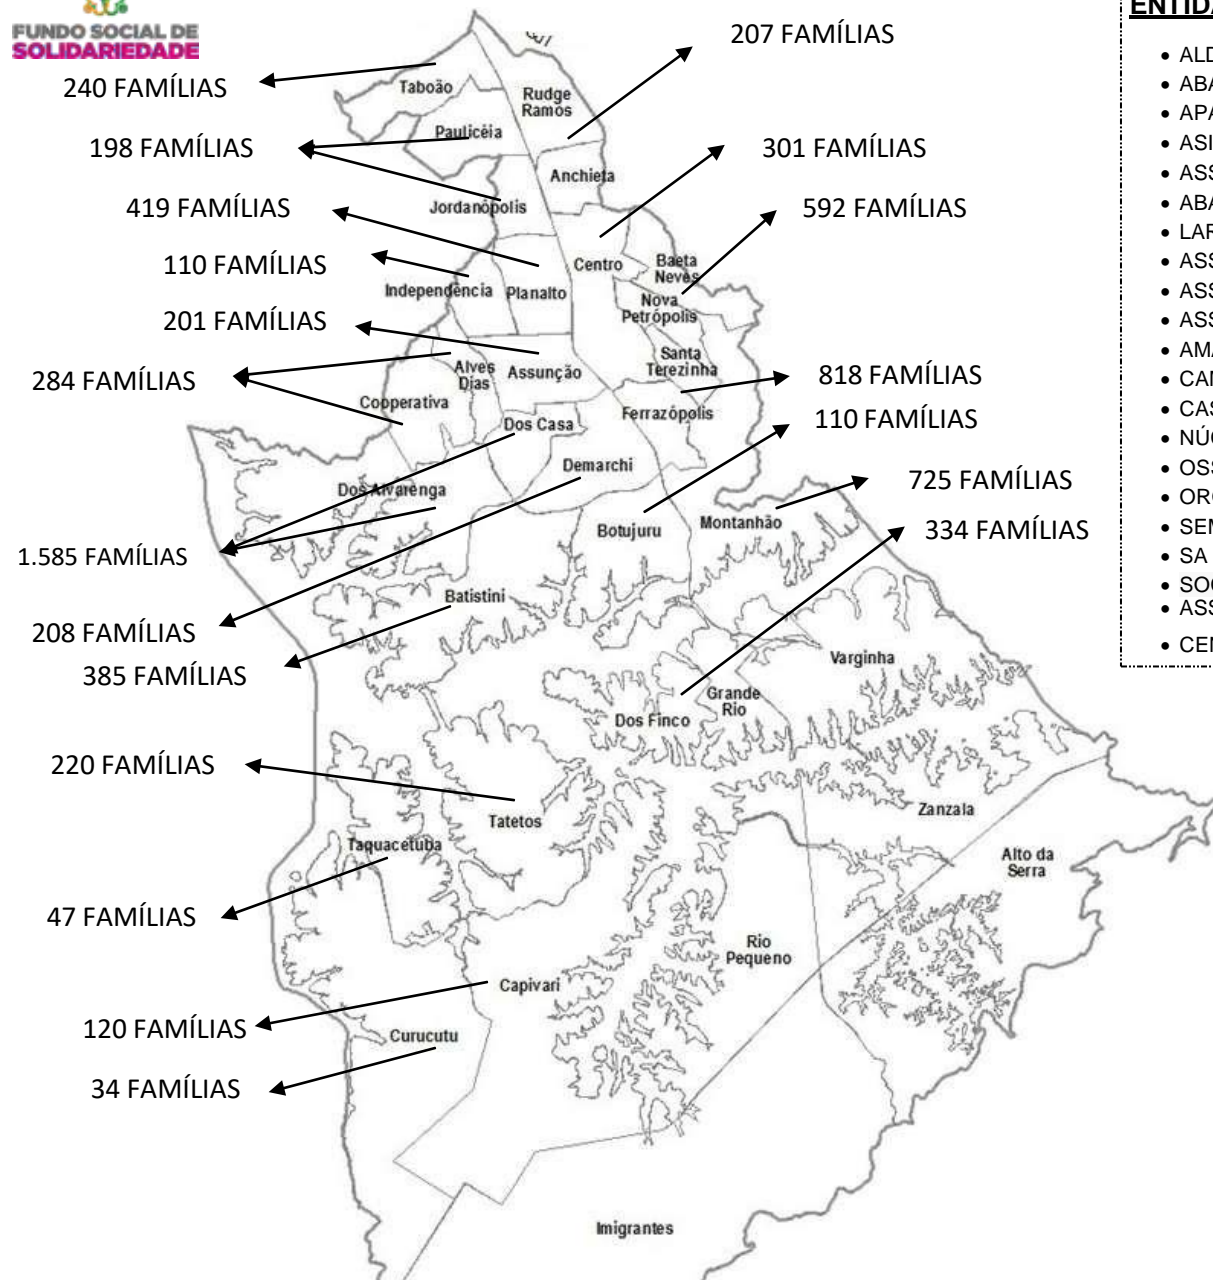 FUNDO SOCIAL DE
SOLIDARIEDADE
207 FAMÍLIAS
240 FAMÍLIAS
Taboão
Rudge
Ramos
Paulicéia
198 FAMÍLIAS
301 FAMÍLIAS
Anchieta
Jordanópolis
419 FAMÍLIAS
592 FAMÍLIAS
110 FAMÍLIAS
Centro
Baeta
Neves
Independência
Planalto
Nova
Petrópolis
201 FAMÍLIAS
Santa
Terezinha
284 FAMÍLIAS
Alves
Dias
Assunção
818 FAMÍLIAS
Cooperativa
Ferrazópolis
110 FAMÍLIAS
Dos Casa
Demarchi
725 FAMÍLIAS
Dos Alvarenga
Botujuru
Montanhão
334 FAMÍLIAS
1.585 FAMÍLIAS
Batistini
208 FAMÍLIAS
385 FAMÍLIAS
Varginha
Grande
Rio
Dos Finco
220 FAMÍLIAS
Tatetos
Zanzala
Taquacetuba
Alto da
Serra
47 FAMÍLIAS
Rio
Pequeno
Capivari
120 FAMÍLIAS
Curucutu
34 FAMÍLIAS
Imigrantes
• SA